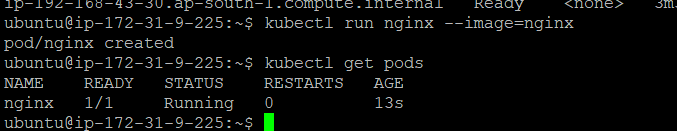 ip-192-168-43-30.ap-south-1.compute.internal   Ready    <none>   3m
ubuntu@ip-172-31-9-225:~$ kubectl run nginx --image=nginx
pod/nginx created
ubuntu@ip-172-31-9-225:~$ kubectl get pods
NAME    READY   STATUS    RESTARTS   AGE
nginx   1/1     Running   0          13s
ubuntu@ip-172-31-9-225:~$